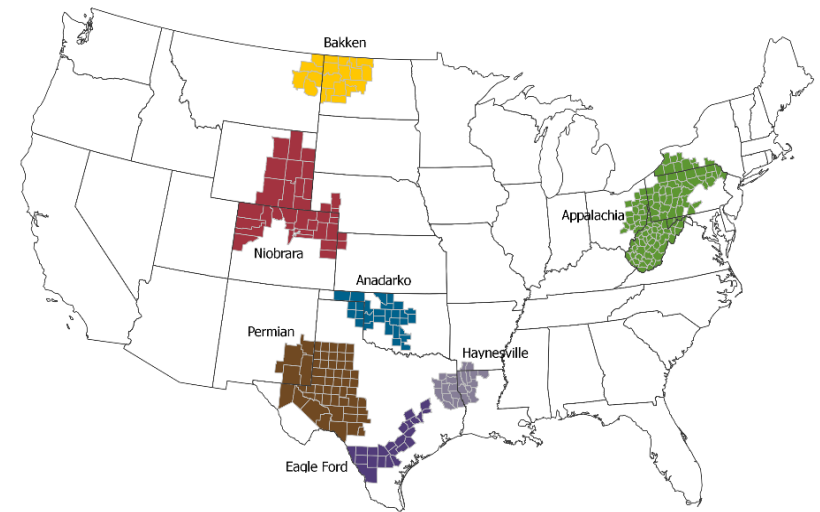 Bakken
Appalachia
Niobrara
Anadarko
Permian
Haynesville
Eagle Ford